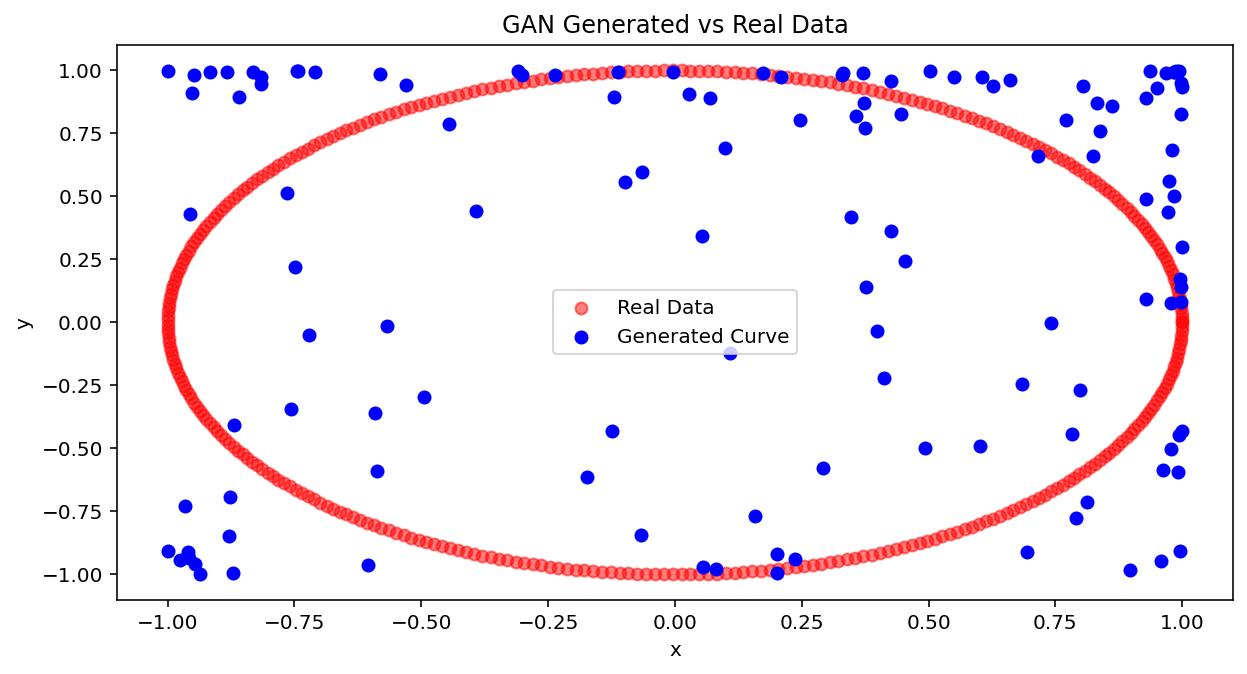 GAN Generated vs Real Data
1.00
0.75
0.50
0.25
0.00
−0.25
−0.50
−0.75
−1.00
y
Real Data
Generated Curve
−1.00 −0.75 −0.50 −0.25 0.00 0.25 0.50 0.75 1.00
x